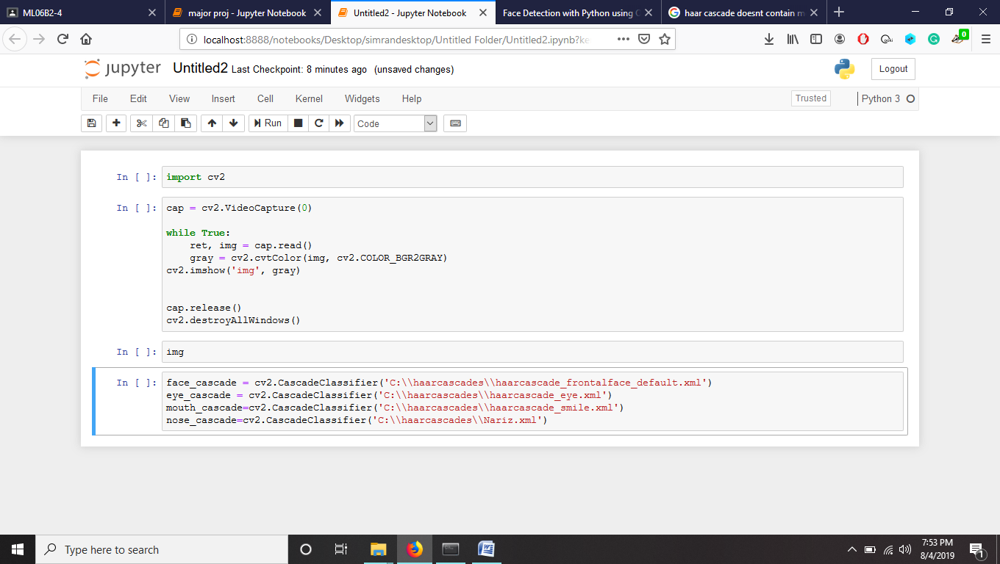 ML06B2-4
major proj - Jupyter Notebook
Untitled2 - Jupyter Notebook
Face Detection with Python using
haar cascade doesnt contain
localhost:8888/notebooks/Desktop/simrandesktop/Untitled Folder/Untitled2.ipynb?ke
0
jupyter Untitled2 Last Checkpoint: 8 minutes ago (unsaved changes)
Logout
File Edit View Insert Cell Kernel Widgets Help
Trusted
Python 3
Run
Code
In [ ]: import cv2
In [ ]: cap = cv2.VideoCapture(0)
while True:
    ret, img = cap.read()
    gray = cv2.cvtColor(img, cv2.COLOR_BGR2GRAY)
cv2.imshow('img', gray)
cap.release()
cv2.destroyAllWindows()
In [ ]: img
In [ ]: face_cascade = cv2.CascadeClassifier('C:\\haarcascades\\haarcascade_frontalface_default.xml')
eye_cascade = cv2.CascadeClassifier('C:\\haarcascades\\haarcascade_eye.xml')
mouth_cascade=cv2.CascadeClassifier('C:\\haarcascades\\haarcascade_smile.xml')
nose_cascade=cv2.CascadeClassifier('C:\\haarcascades\\Nariz.xml')
Type here to search
7:53 PM
8/4/2019
1